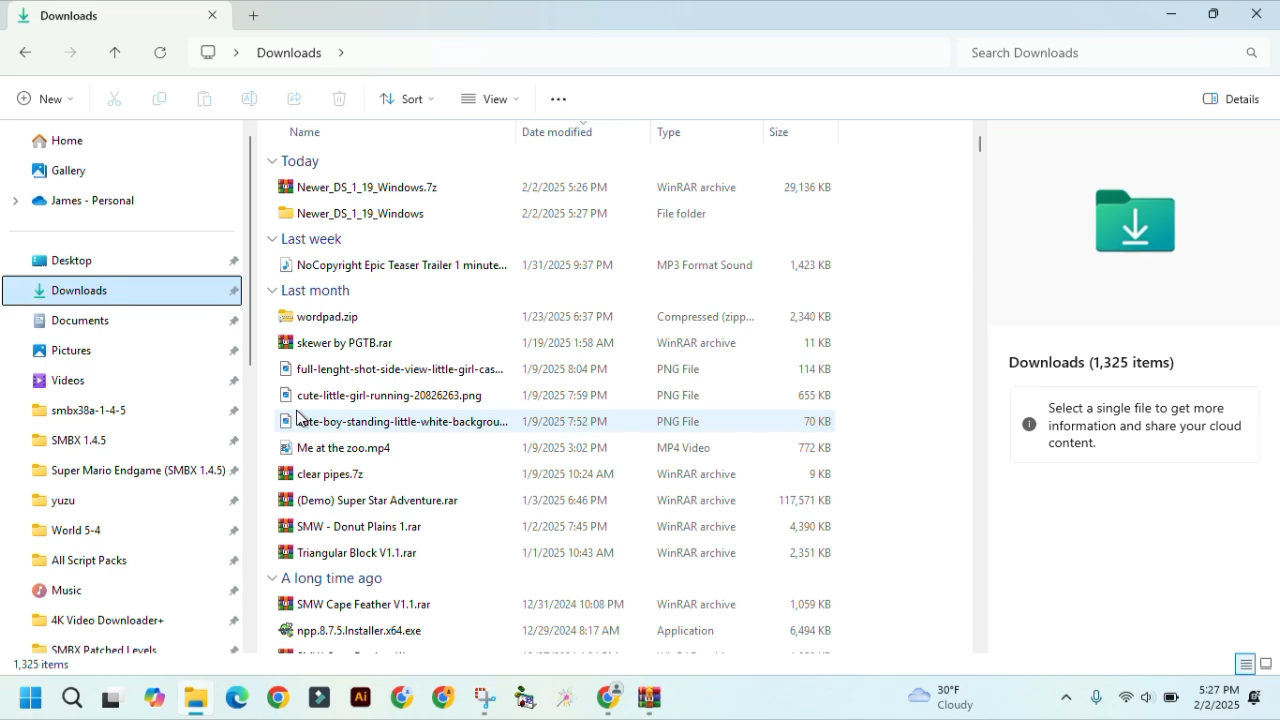 Downloads
Downloads
Search Downloads
New
Sort
View
Details
Home
Gallery
James - Personal
Desktop
Downloads
Documents
Pictures
Videos
smbx38a-1-4-5
SMBX 1.4.5
Super Mario Endgame (SMBX 1.4.5)
yuzu
World 5-4
All Script Packs
Music
4K Video Downloader+
SMBX Patched Levels
Name Date modified Type Size
Today
Newer_DS_1_19_Windows.7z 2/2/2025 5:26 PM WinRAR archive 29,136 KB
Newer_DS_1_19_Windows 2/2/2025 5:27 PM File folder
Last week
NoCopyright Epic Teaser Trailer 1 minute... 1/31/2025 9:37 PM MP3 Format Sound 1,423 KB
Last month
wordpad.zip 1/23/2025 6:37 PM Compressed (zipp... 2,340 KB
skewer by PGTB.rar 1/19/2025 1:58 AM WinRAR archive 11 KB
full-lenght-shot-side-view-little-girl-cas... 1/9/2025 8:04 PM PNG File 114 KB
cute-little-girl-running-20826263.png 1/9/2025 7:59 PM PNG File 655 KB
cute-boy-standing-little-white-backgrou... 1/9/2025 7:52 PM PNG File 70 KB
Me at the zoo.mp4 1/9/2025 3:02 PM MP4 Video 772 KB
clear pipes.7z 1/9/2025 10:24 AM WinRAR archive 9 KB
(Demo) Super Star Adventure.rar 1/3/2025 6:46 PM WinRAR archive 117,571 KB
SMW - Donut Plains 1.rar 1/2/2025 7:45 PM WinRAR archive 4,390 KB
Triangular Block V1.1.rar 1/1/2025 10:43 AM WinRAR archive 2,351 KB
A long time ago
SMW Cape Feather V1.1.rar 12/31/2024 10:08 PM WinRAR archive 1,059 KB
npp.8.7.5.Installer.x64.exe 12/29/2024 8:17 AM Application 6,494 KB
Downloads (1,325 items)
Select a single file to get more
information and share your cloud
content.
1,325 items
30°F
Cloudy
5:27 PM
2/2/2025